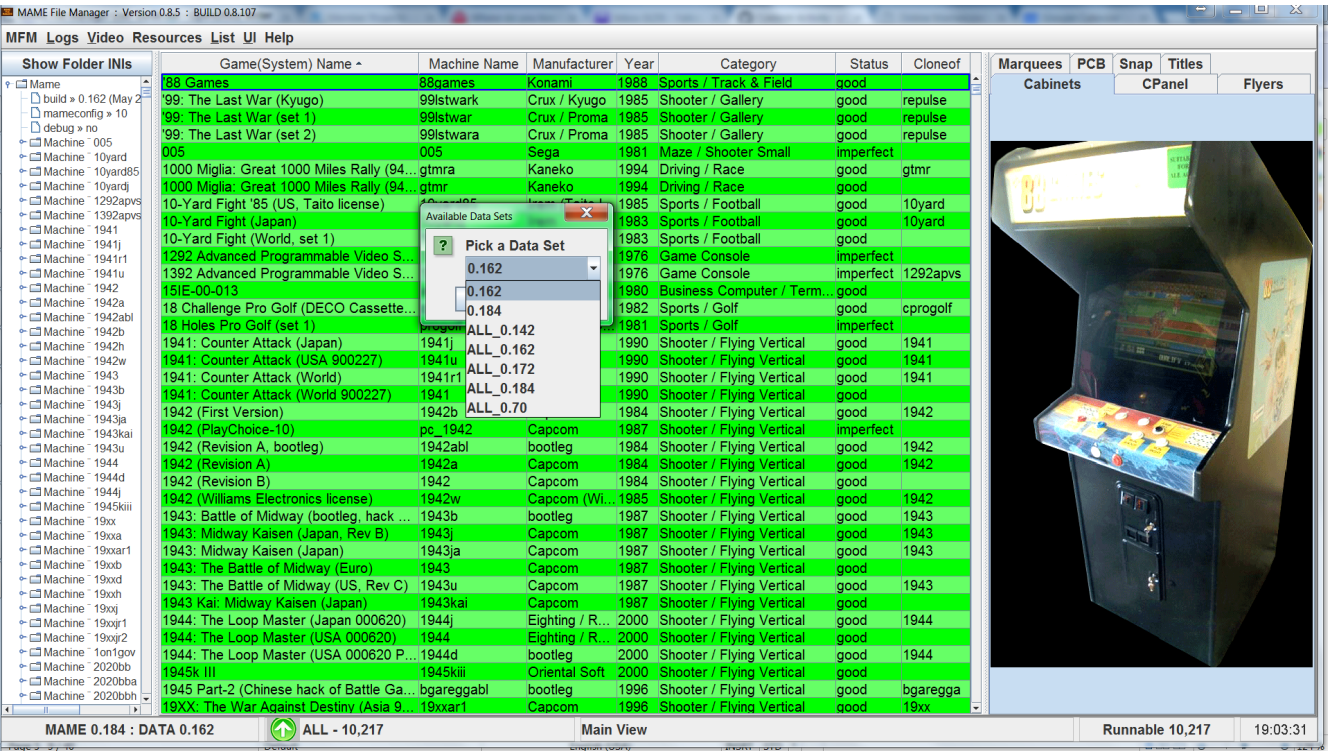 MAME File Manager : Version 0.8.5 : BUILD 0.8.107
MFM Logs Video Resources List UI Help
Show Folder INIs
Mame
build » 0.162 (May 2
mameconfig » 10
debug » no
Machine ˜ 005
Machine ˜ 10yard
Machine ˜ 10yard85
Machine ˜ 10yardj
Machine ˜ 1292apvs
Machine ˜ 1392apvs
Machine ˜ 1941
Machine ˜ 1941j
Machine ˜ 1941r1
Machine ˜ 1941u
Machine ˜ 1942
Machine ˜ 1942a
Machine ˜ 1942abl
Machine ˜ 1942b
Machine ˜ 1942h
Machine ˜ 1942w
Machine ˜ 1943
Machine ˜ 1943b
Machine ˜ 1943j
Machine ˜ 1943ja
Machine ˜ 1943kai
Machine ˜ 1943u
Machine ˜ 1944
Machine ˜ 1944d
Machine ˜ 1944j
Machine ˜ 1945kiii
Machine ˜ 19xx
Machine ˜ 19xxa
Machine ˜ 19xxar1
Machine ˜ 19xxb
Machine ˜ 19xxd
Machine ˜ 19xxh
Machine ˜ 19xxj
Machine ˜ 19xxjr1
Machine ˜ 19xxjr2
Machine ˜ 1on1gov
Machine ˜ 2020bb
Machine ˜ 2020bba
Machine ˜ 2020bbh
Game(System) Name Machine Name Manufacturer Year Category Status Cloneof
'88 Games 88games Konami 1988 Sports / Track & Field good
'99: The Last War (Kyugo) 99lstwark Crux / Kyugo 1985 Shooter / Gallery good repulse
'99: The Last War (set 1) 99lstwar Crux / Proma 1985 Shooter / Gallery good repulse
'99: The Last War (set 2) 99lstwara Crux / Proma 1985 Shooter / Gallery good repulse
005 005 Sega 1981 Maze / Shooter Small imperfect
1000 Miglia: Great 1000 Miles Rally (94... gtmra Kaneko 1994 Driving / Race good gtmr
1000 Miglia: Great 1000 Miles Rally (94... gtmr Kaneko 1994 Driving / Race good
10-Yard Fight '85 (US, Taito license) 1985 Sports / Football good 10yard
10-Yard Fight (Japan) 1983 Sports / Football good 10yard
10-Yard Fight (World, set 1) 1983 Sports / Football good
1292 Advanced Programmable Video S... 1976 Game Console imperfect
1392 Advanced Programmable Video S... 1976 Game Console imperfect 1292apvs
15IE-00-013 1980 Business Computer / Term... good
18 Challenge Pro Golf (DECO Cassette... 1982 Sports / Golf good cprogolf
18 Holes Pro Golf (set 1) 1981 Sports / Golf imperfect
1941: Counter Attack (Japan) 1941j 1990 Shooter / Flying Vertical good 1941
1941: Counter Attack (USA 900227) 1941u 1990 Shooter / Flying Vertical good 1941
1941: Counter Attack (World) 1941r1 1990 Shooter / Flying Vertical good 1941
1941: Counter Attack (World 900227) 1941 1990 Shooter / Flying Vertical good
1942 (First Version) 1942b 1984 Shooter / Flying Vertical good 1942
1942 (PlayChoice-10) pc_1942 Capcom 1987 Shooter / Flying Vertical imperfect
1942 (Revision A, bootleg) 1942abl bootleg 1984 Shooter / Flying Vertical good 1942
1942 (Revision A) 1942a Capcom 1984 Shooter / Flying Vertical good 1942
1942 (Revision B) 1942 Capcom 1984 Shooter / Flying Vertical good
1942 (Williams Electronics license) 1942w Capcom (Wi... 1985 Shooter / Flying Vertical good 1942
1943: Battle of Midway (bootleg, hack ... 1943b bootleg 1987 Shooter / Flying Vertical good 1943
1943: Midway Kaisen (Japan, Rev B) 1943j Capcom 1987 Shooter / Flying Vertical good 1943
1943: Midway Kaisen (Japan) 1943ja Capcom 1987 Shooter / Flying Vertical good 1943
1943: The Battle of Midway (Euro) 1943 Capcom 1987 Shooter / Flying Vertical good
1943: The Battle of Midway (US, Rev C) 1943u Capcom 1987 Shooter / Flying Vertical good 1943
1943 Kai: Midway Kaisen (Japan) 1943kai Capcom 1987 Shooter / Flying Vertical good
1944: The Loop Master (Japan 000620) 1944j Eighting / R... 2000 Shooter / Flying Vertical good 1944
1944: The Loop Master (USA 000620) 1944 Eighting / R... 2000 Shooter / Flying Vertical good
1944: The Loop Master (USA 000620 P... 1944d bootleg 2000 Shooter / Flying Vertical good 1944
1945k III 1945kiii Oriental Soft 2000 Shooter / Flying Vertical good
1945 Part-2 (Chinese hack of Battle Ga... bgareggabl bootleg 1996 Shooter / Flying Vertical good bgaregga
19XX: The War Against Destiny (Asia 9... 19xxar1 Capcom 1996 Shooter / Flying Vertical good 19xx
Available Data Sets
Pick a Data Set
0.162
0.162
0.184
ALL_0.142
ALL_0.162
ALL_0.172
ALL_0.184
ALL_0.70
Marquees PCB Snap Titles
Cabinets CPanel Flyers
MAME 0.184 : DATA 0.162
ALL - 10,217
Main View
Runnable 10,217
19:03:31